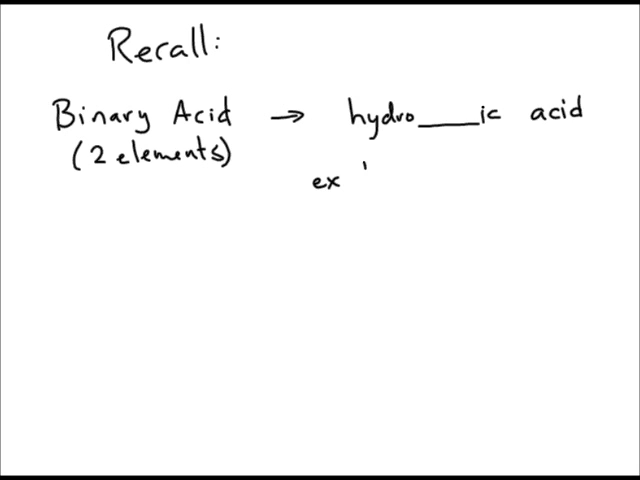 Recall:
Binary Acid → hydro____ic acid
(2 elements)
ex